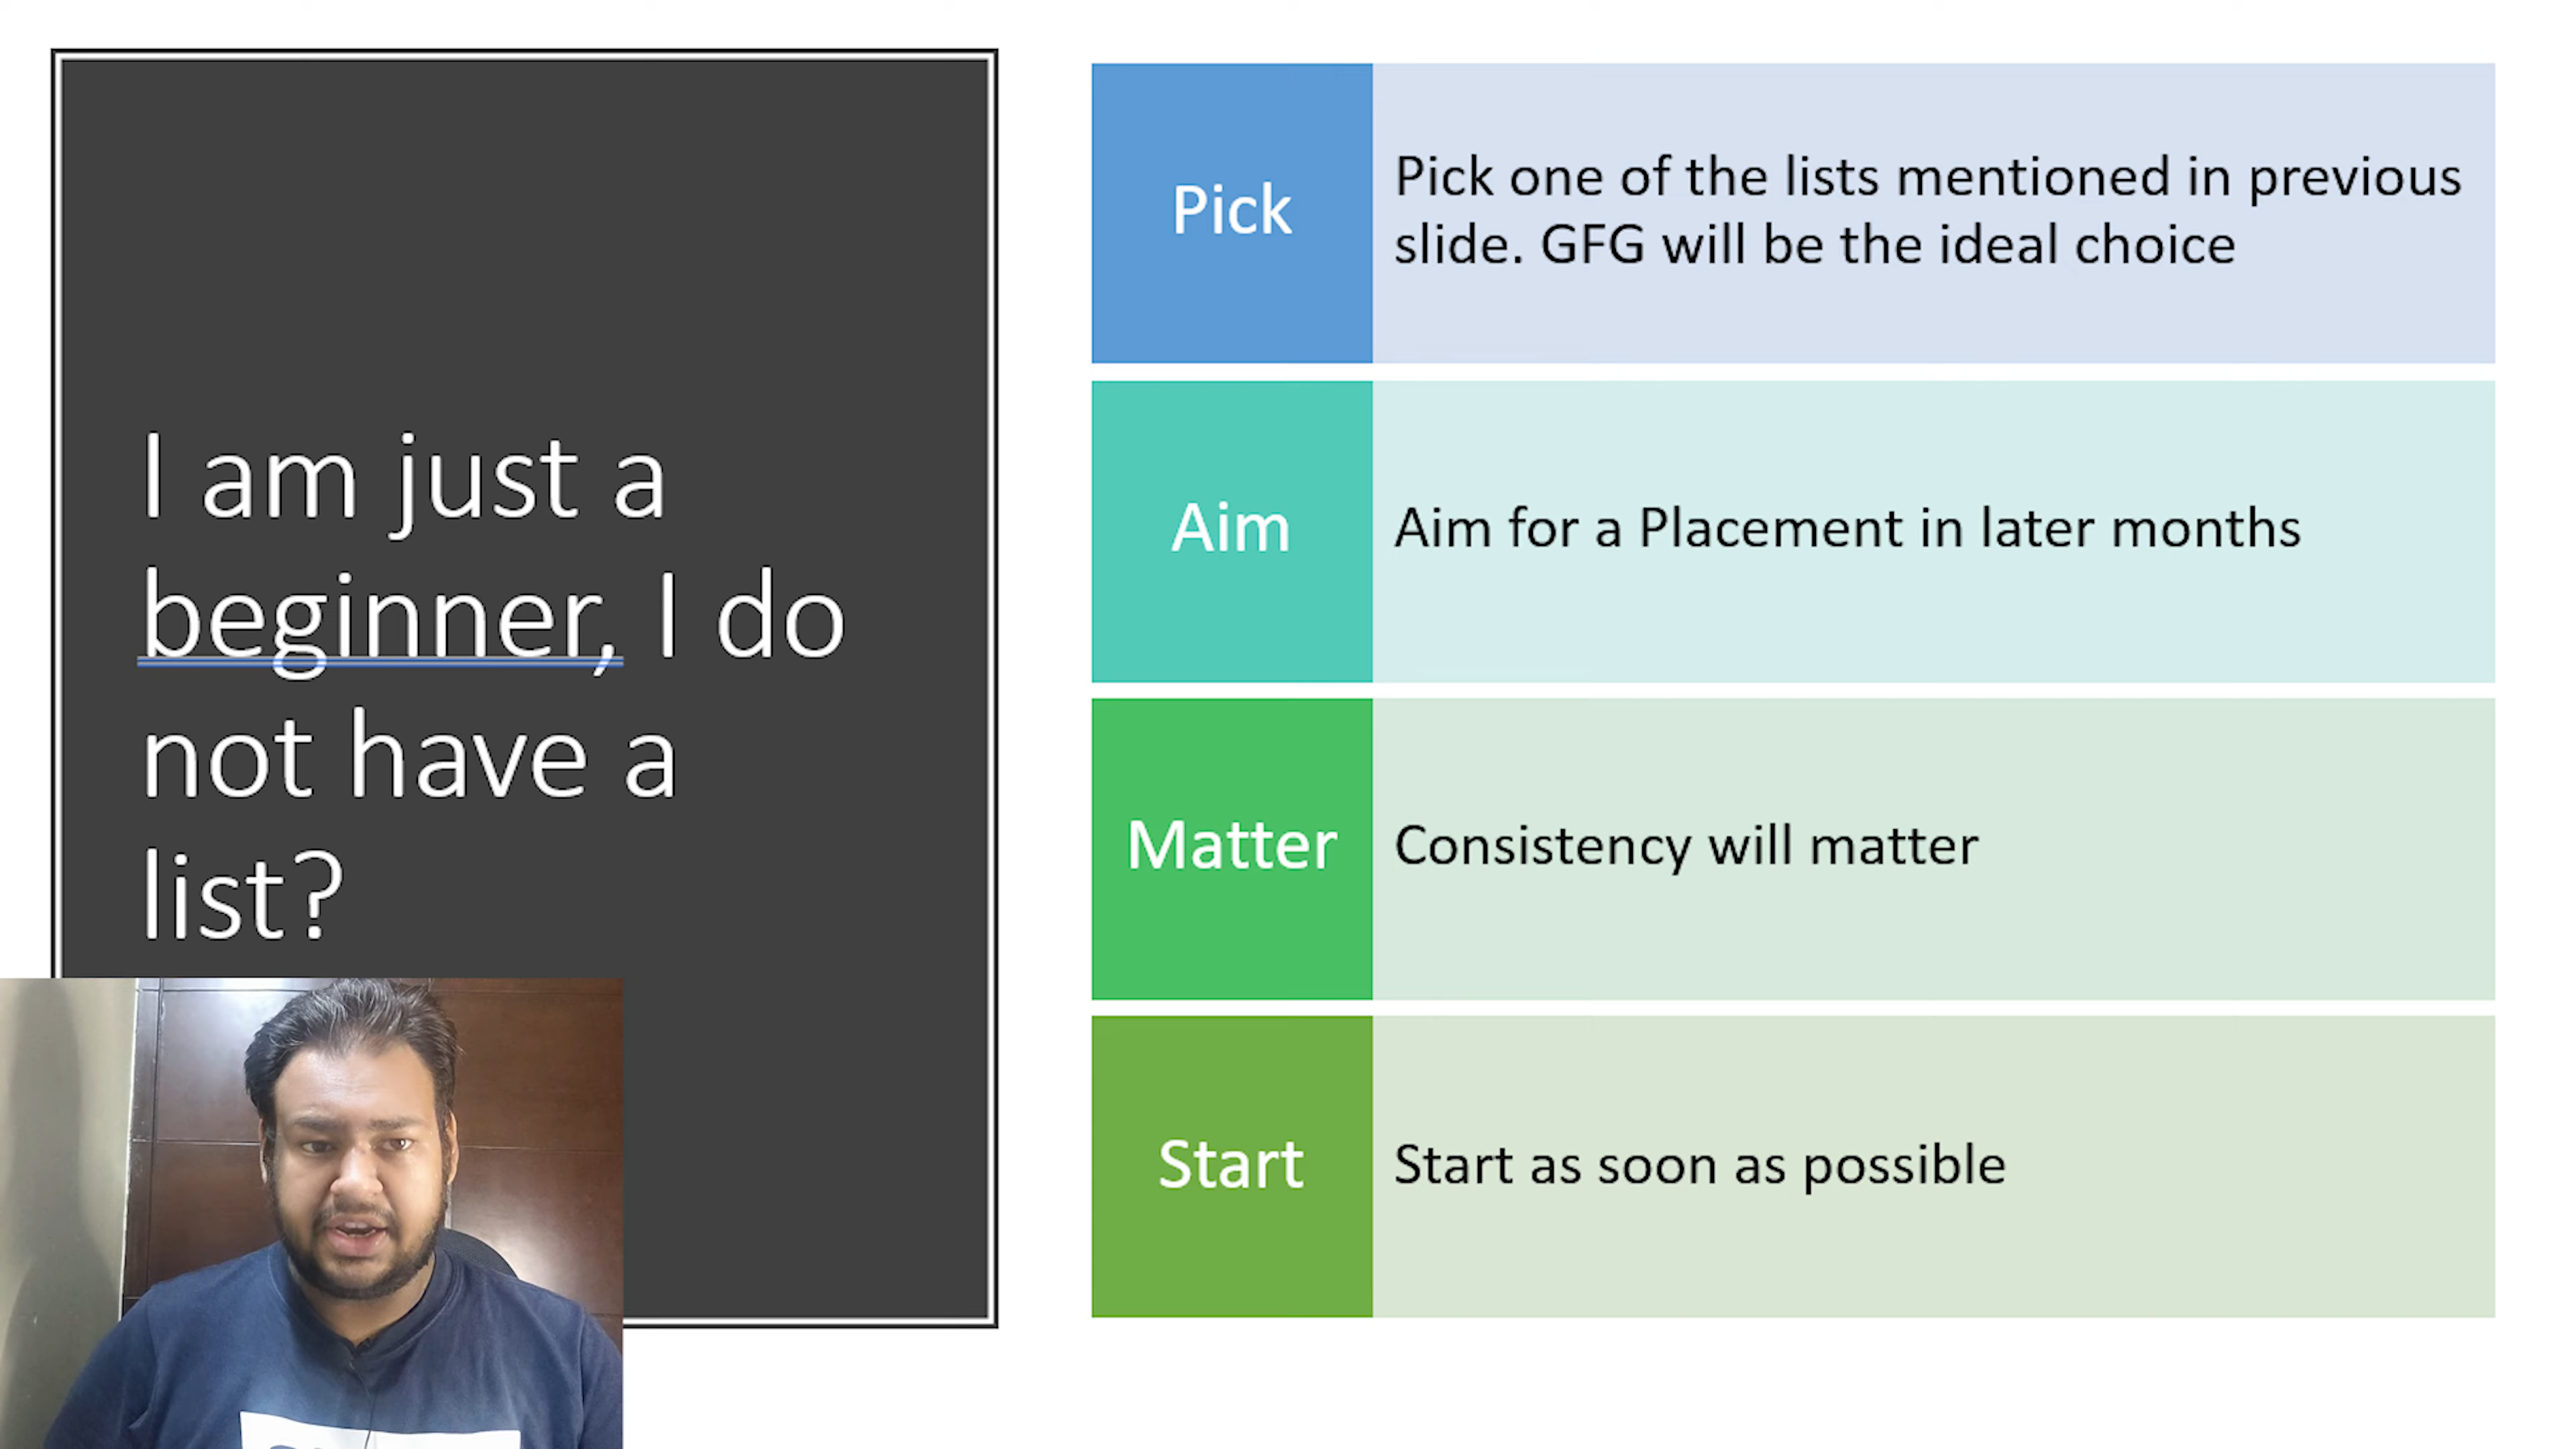 I am just a
beginner, I do
not have a
list?
Pick
Pick one of the lists mentioned in previous
slide. GFG will be the ideal choice
Aim
Aim for a Placement in later months
Matter
Consistency will matter
Start
Start as soon as possible